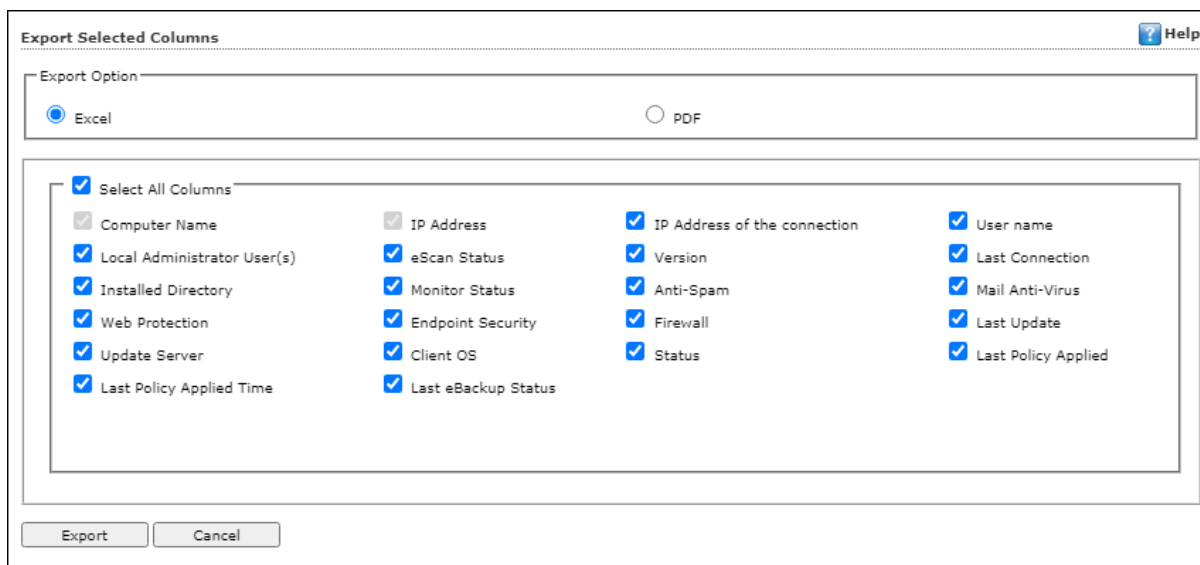 Export Selected Columns
Help
Export Option
Excel PDF
Select All Columns
Computer Name IP Address IP Address of the connection User name
Local Administrator User(s) eScan Status Version Last Connection
Installed Directory Monitor Status Anti-Spam Mail Anti-Virus
Web Protection Endpoint Security Firewall Last Update
Update Server Client OS Status Last Policy Applied
Last Policy Applied Time Last eBackup Status
Export Cancel